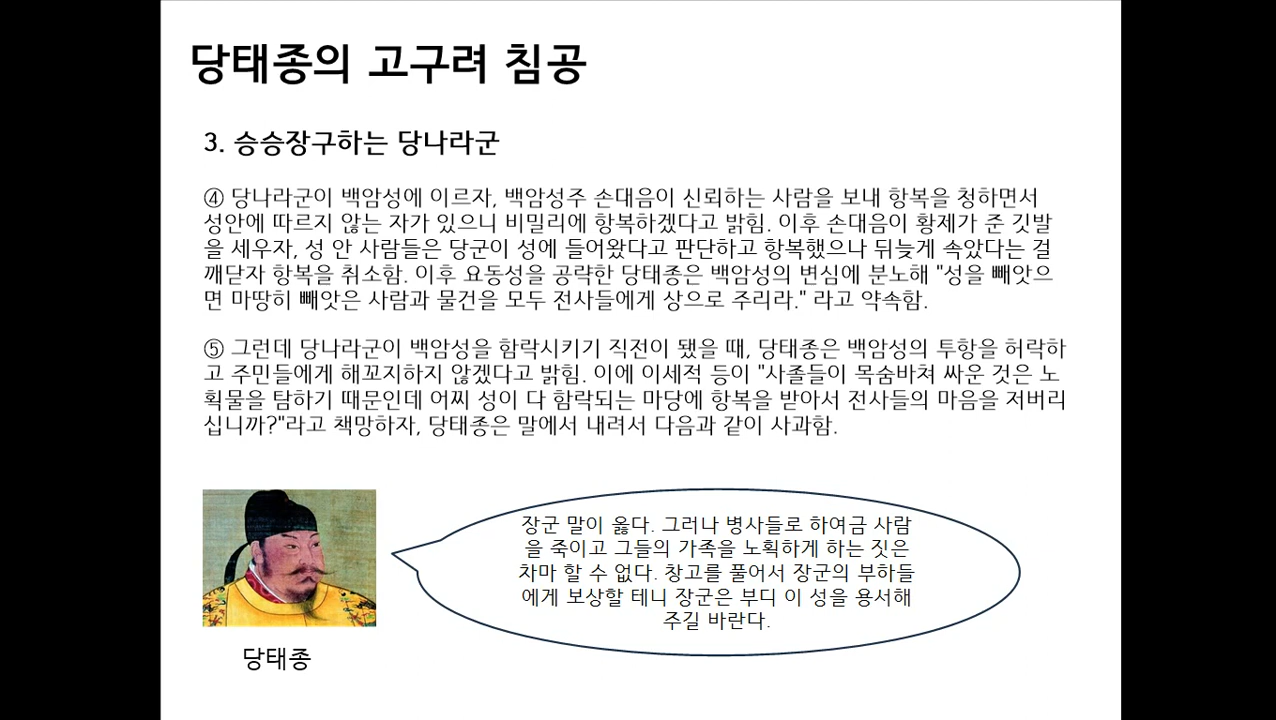 당태종의 고구려 침공
3. 승승장구하는 당나라군
④ 당나라군이 백암성에 이르자, 백암성주 손대음이 신뢰하는 사람을 보내 항복을 청하면서
성안에 따르지 않는 자가 있으니 비밀리에 항복하겠다고 밝힘. 이후 손대음이 황제가 준 깃발
을 세우자, 성 안 사람들은 당군이 성에 들어왔다고 판단하고 항복했으나 뒤늦게 속았다는 걸
깨닫자 항복을 취소함. 이후 요동성을 공략한 당태종은 백암성의 변심에 분노해 "성을 빼앗으
면 마땅히 빼앗은 사람과 물건을 모두 전사들에게 상으로 주리라." 라고 약속함.
⑤ 그런데 당나라군이 백암성을 함락시키기 직전이 됐을 때, 당태종은 백암성의 투항을 허락하
고 주민들에게 해꼬지하지 않겠다고 밝힘. 이에 이세적 등이 "사졸들이 목숨바쳐 싸운 것은 노
획물을 탐하기 때문인데 어찌 성이 다 함락되는 마당에 항복을 받아서 전사들의 마음을 저버리
십니까?"라고 책망하자, 당태종은 말에서 내려서 다음과 같이 사과함.
장군 말이 옳다. 그러나 병사들로 하여금 사람
을 죽이고 그들의 가족을 노획하게 하는 짓은
차마 할 수 없다. 창고를 풀어서 장군의 부하들
에게 보상할 테니 장군은 부디 이 성을 용서해
주길 바란다.
당태종